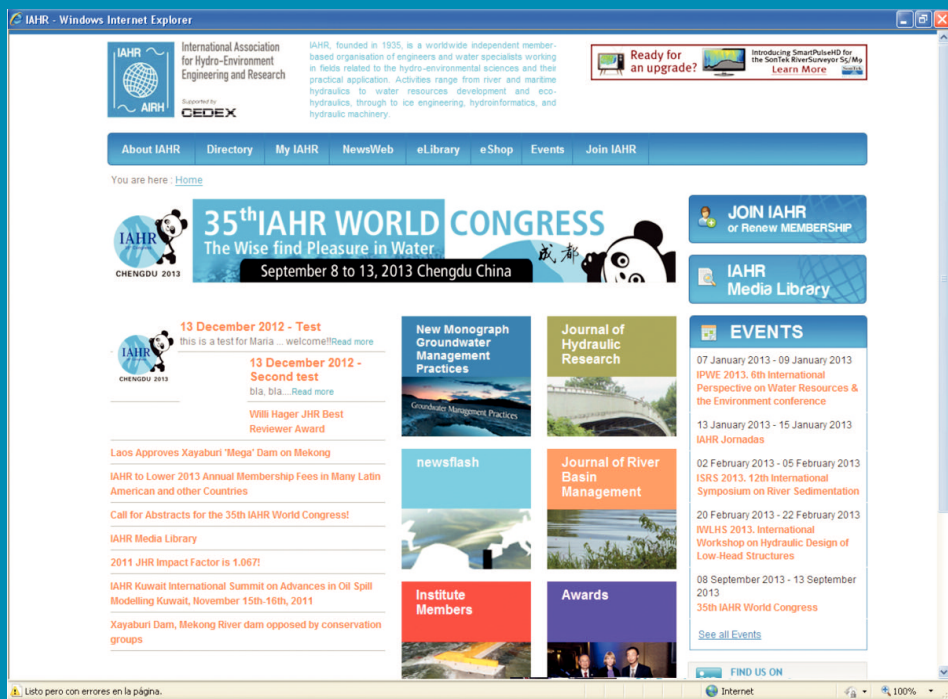 IAHR - Windows Internet Explorer
IAHR
AIRH
International Association
for Hydro-Environment
Engineering and Research
Supported by
CEDEX
IAHR, founded in 1935, is a worldwide independent member-
based organisation of engineers and water specialists working
in fields related to the hydro-environmental sciences and their
practical application. Activities range from river and maritime
hydraulics to water resources development and eco-
hydraulics, through to ice engineering, hydroinformatics, and
hydraulic machinery.
Ready for
an upgrade?
Introducing SmartPulseHD for
the SonTek RiverSurveyor S5/M9
Learn More
About IAHR Directory My IAHR NewsWeb eLibrary eShop Events Join IAHR
You are here : Home
IAHR
CHENGDU 2013
35thIAHR WORLD CONGRESS
The Wise find Pleasure in Water
成都
September 8 to 13, 2013 Chengdu China
JOIN IAHR
or Renew MEMBERSHIP
IAHR
Media Library
IAHR
CHENGDU 2013
13 December 2012 - Test
this is a test for Maria ... welcome!!Read more
13 December 2012 -
Second test
bla, bla....Read more
Willi Hager JHR Best
Reviewer Award
Laos Approves Xayaburi 'Mega' Dam on Mekong
IAHR to Lower 2013 Annual Membership Fees in Many Latin
American and other Countries
Call for Abstracts for the 35th IAHR World Congress!
IAHR Media Library
2011 JHR Impact Factor is 1.067!
IAHR Kuwait International Summit on Advances in Oil Spill
Modelling Kuwait, November 15th-16th, 2011
Xayaburi Dam, Mekong River dam opposed by conservation
groups
New Monograph
Groundwater
Management
Practices
Groundwater Management Practices
Journal of
Hydraulic
Research
newsflash
Journal of River
Basin
Management
Institute
Members
Awards
EVENTS
07 January 2013 - 09 January 2013
IPWE 2013. 6th International
Perspective on Water Resources &
the Environment conference
13 January 2013 - 15 January 2013
IAHR Jornadas
02 February 2013 - 05 February 2013
ISRS 2013. 12th International
Symposium on River Sedimentation
20 February 2013 - 22 February 2013
IWLHS 2013. International
Workshop on Hydraulic Design of
Low-Head Structures
08 September 2013 - 13 September
2013
35th IAHR World Congress
See all Events
FIND US ON
Listo pero con errores en la página.
Internet
100%